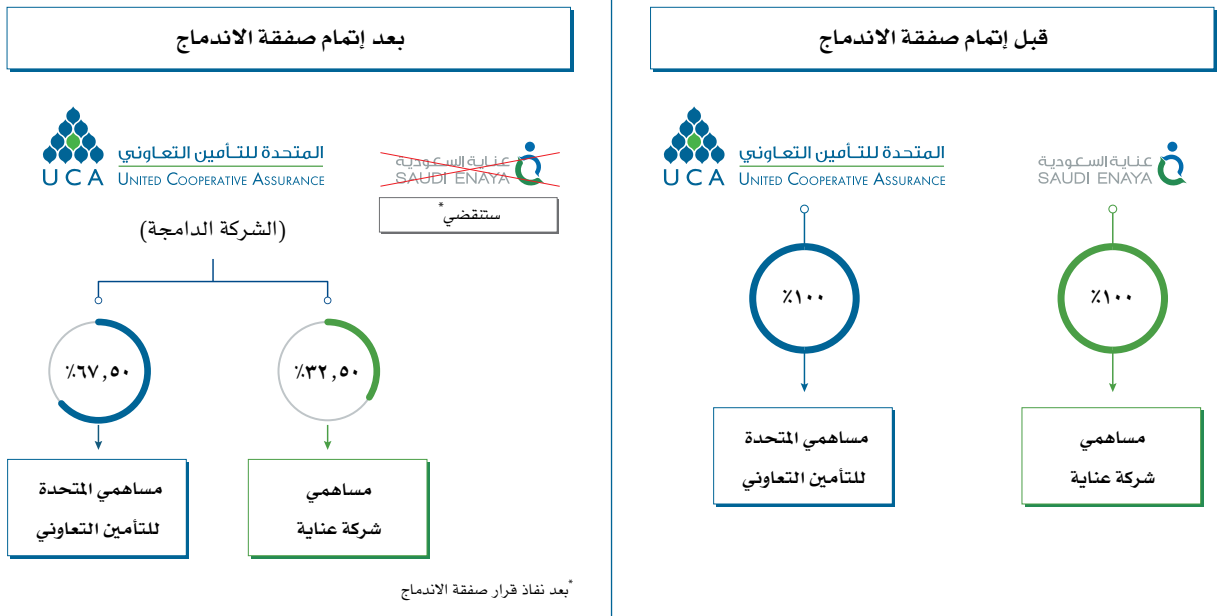 قبل إتمام صفقة الاندماج
عناية السعودية
SAUDI ENAYA
المتحدة للتأمين التعاوني
UCA UNITED COOPERATIVE ASSURANCE
٪١٠٠
٪١٠٠
مساهمي
شركة عناية
مساهمي المتحدة
للتأمين التعاوني
بعد إتمام صفقة الاندماج
عناية السعودية
SAUDI ENAYA
ستنقضي*
المتحدة للتأمين التعاوني
UCA UNITED COOPERATIVE ASSURANCE
(الشركة الدامجة)
٪٣٢,٥٠
٪٦٧,٥٠
مساهمي
شركة عناية
مساهمي المتحدة
للتأمين التعاوني
*بعد نفاذ قرار صفقة الاندماج